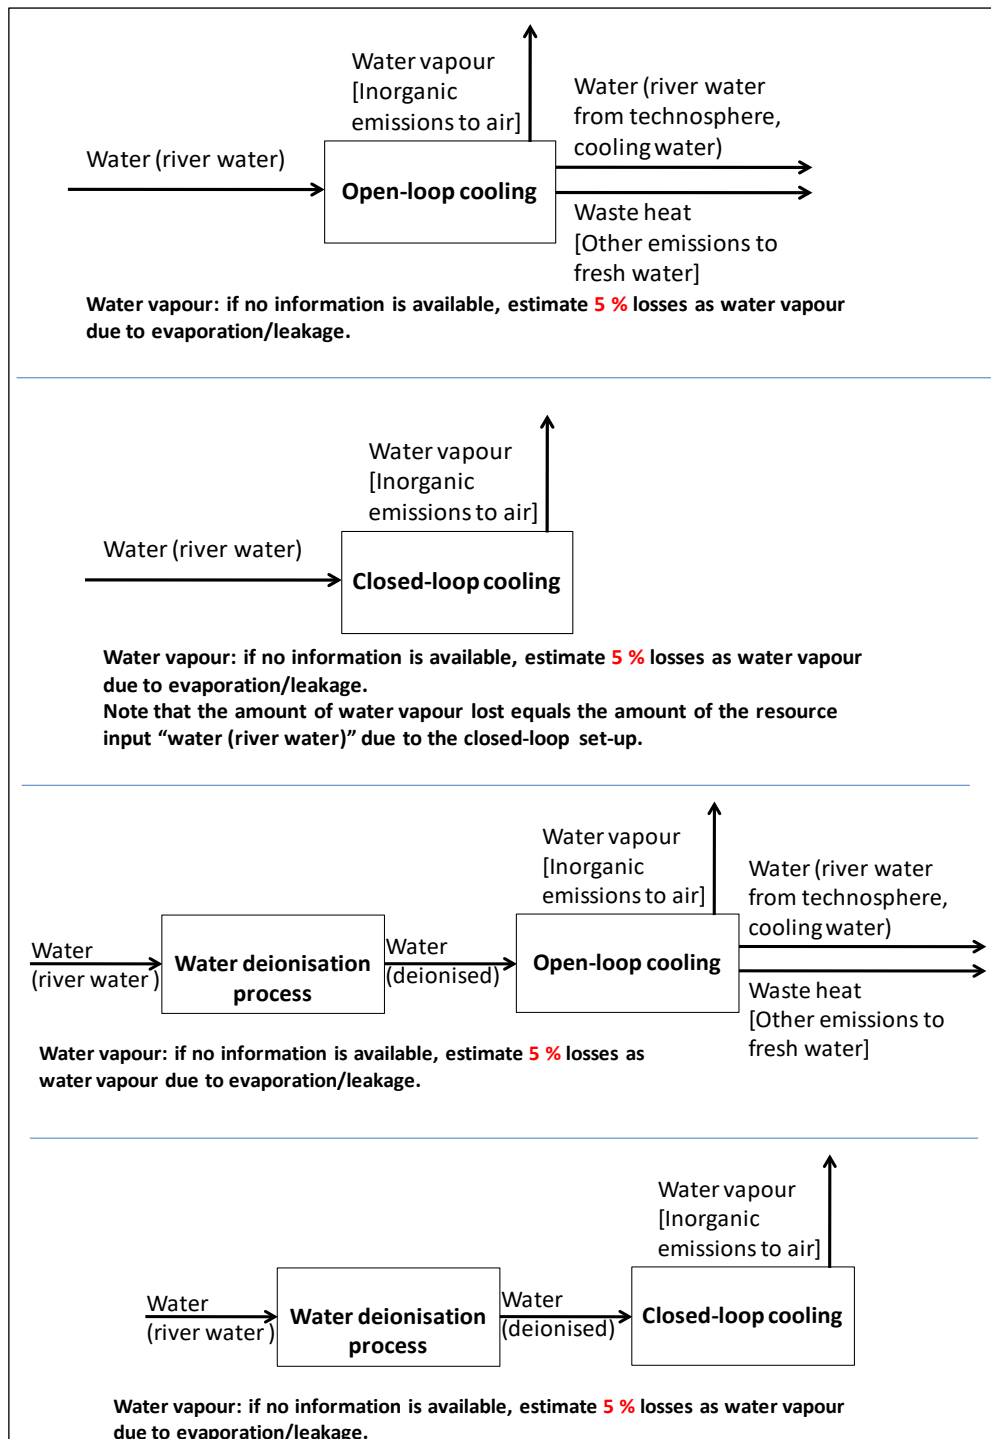 Water vapour
[Inorganic
emissions to air]
Water (river water
from technosphere,
cooling water)
Water (river water)
Open-loop cooling
Waste heat
[Other emissions to
fresh water]
Water vapour: if no information is available, estimate 5 % losses as water vapour
due to evaporation/leakage.
Water vapour
[Inorganic
emissions to air]
Water (river water)
Closed-loop cooling
Water vapour: if no information is available, estimate 5 % losses as water vapour
due to evaporation/leakage.
Note that the amount of water vapour lost equals the amount of the resource
input “water (river water)” due to the closed-loop set-up.
Water vapour
[Inorganic
emissions to air]
Water (river water
from technosphere,
cooling water)
Water
(river water )
Water deionisation
process
Water
(deionised)
Open-loop cooling
Waste heat
[Other emissions to
fresh water]
Water vapour: if no information is available, estimate 5 % losses as
water vapour due to evaporation/leakage.
Water vapour
[Inorganic
emissions to air]
Water
(river water )
Water deionisation
process
Water
(deionised)
Closed-loop cooling
Water vapour: if no information is available, estimate 5 % losses as water vapour
due to evaporation/leakage.